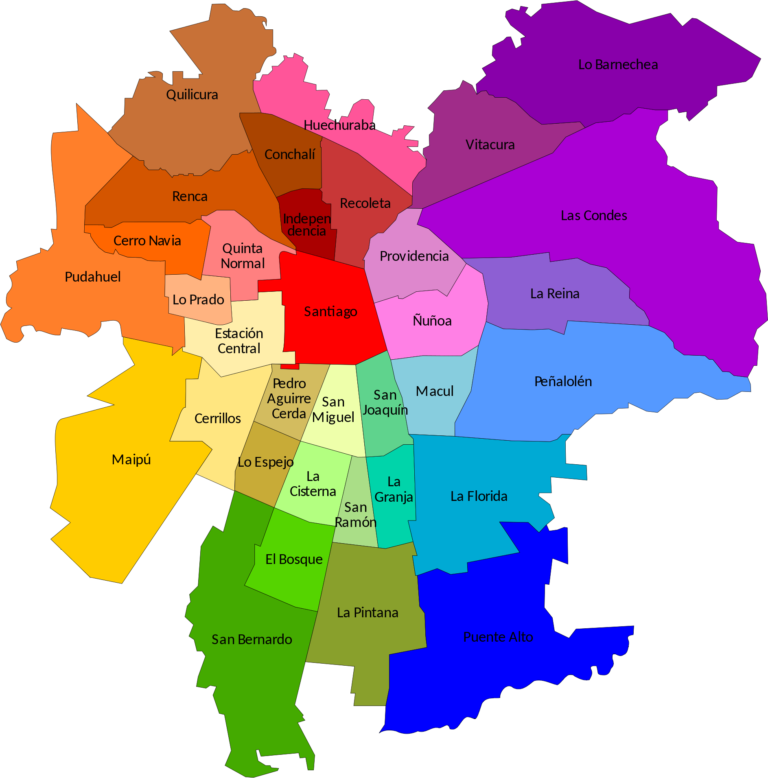 Lo Barnechea
Quilicura
Huechuraba
Vitacura
Conchalí
Renca
Recoleta
Las Condes
Indepen
dencia
Cerro Navia
Quinta
Normal
Providencia
Pudahuel
Lo Prado
La Reina
Santiago
Ñuñoa
Estación
Central
Peñalolén
Pedro
Aguirre
Cerda
Macul
San
Joaquín
San
Miguel
Cerrillos
Maipú
Lo Espejo
La
Cisterna
La
Granja
La Florida
San
Ramón
El Bosque
La Pintana
San Bernardo
Puente Alto